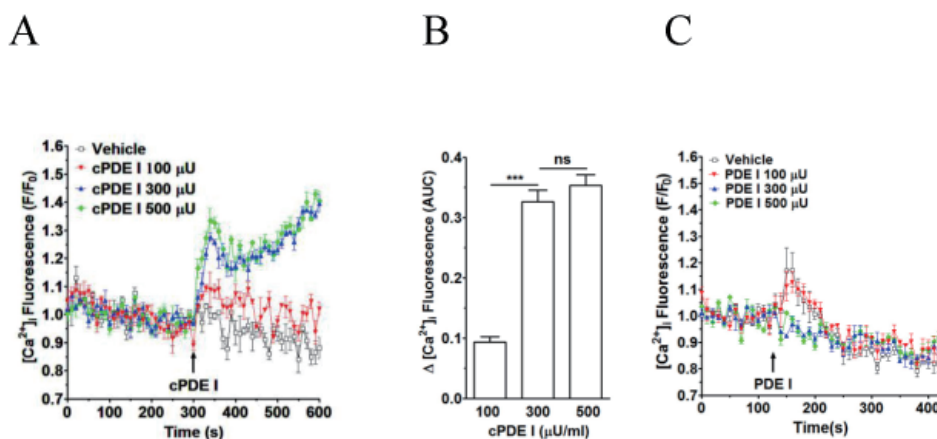 A
B
C
Vehicle
cPDE I 100 μU
cPDE I 300 μU
cPDE I 500 μU
[Ca²⁺]ᵢ Fluorescence (F/F₀)
1.6
1.5
1.4
1.3
1.2
1.1
1.0
0.9
0.8
0.7
cPDE I
0 100 200 300 400 500 600
Time (s)
Δ [Ca²⁺]ᵢ Fluorescence (AUC)
0.4
0.3
0.2
0.1
0.0
***
ns
100 300 500
cPDE I (μU/ml)
Vehicle
PDE I 100 μU
PDE I 300 μU
PDE I 500 μU
[Ca²⁺]ᵢ Fluorescence (F/F₀)
1.6
1.5
1.4
1.3
1.2
1.1
1.0
0.9
0.8
0.7
PDE I
0 100 200 300 400
Time(s)